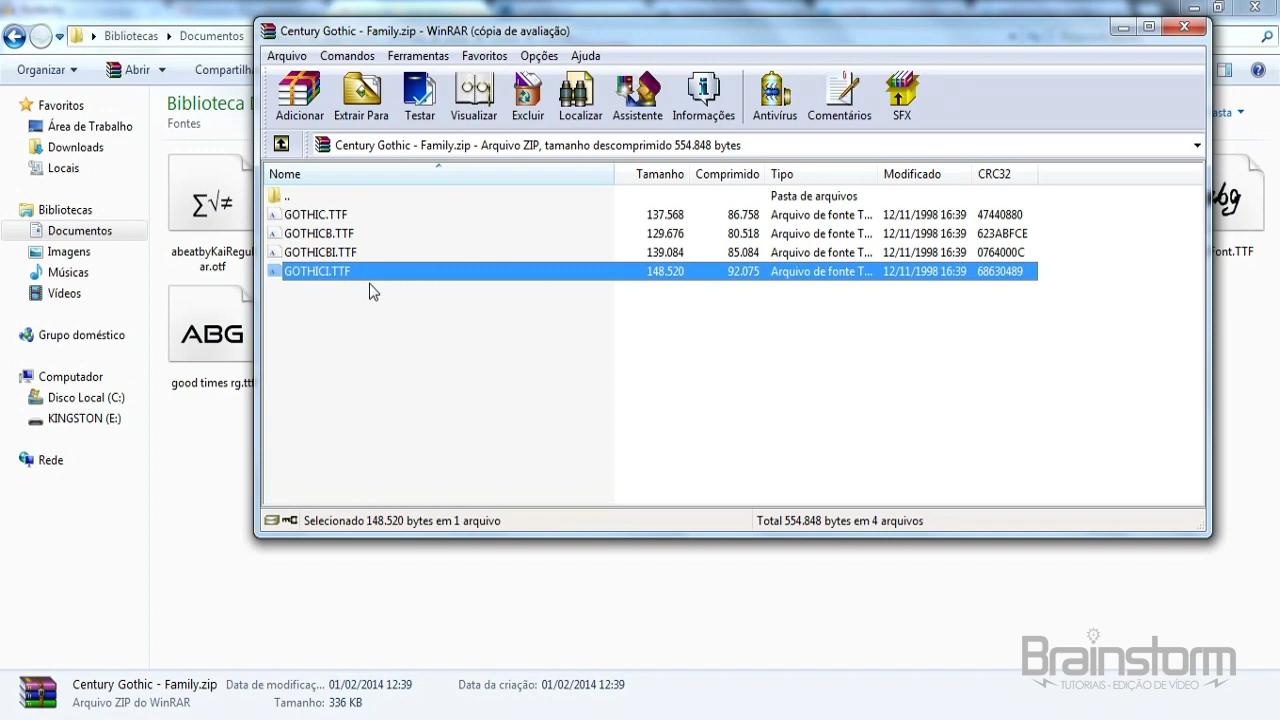 Century Gothic - Family.zip - WinRAR (cópia de avaliação)
Bibliotecas Documentos
Arquivo Comandos Ferramentas Favoritos Opções Ajuda
Organizar Abrir Compartilha
Adicionar Extrair Para Testar Visualizar Excluir Localizar Assistente Informações Antivírus Comentários SFX
Century Gothic - Family.zip - Arquivo ZIP, tamanho descomprimido 554.848 bytes
Nome Tamanho Comprimido Tipo Modificado CRC32
.. Pasta de arquivos
GOTHIC.TTF 137.568 86.758 Arquivo de fonte T... 12/11/1998 16:39 47440880
GOTHICB.TTF 129.676 80.518 Arquivo de fonte T... 12/11/1998 16:39 623ABFCE
GOTHICBI.TTF 139.084 85.084 Arquivo de fonte T... 12/11/1998 16:39 0764000C
GOTHICI.TTF 148.520 92.075 Arquivo de fonte T... 12/11/1998 16:39 68630489
Selecionado 148.520 bytes em 1 arquivo
Total 554.848 bytes em 4 arquivos
Favoritos
Área de Trabalho
Downloads
Locais
Bibliotecas
Documentos
Imagens
Músicas
Vídeos
Grupo doméstico
Computador
Disco Local (C:)
KINGSTON (E:)
Rede
Biblioteca D
Fontes
∑√≠
abeatbyKaiRegul
ar.otf
ABG
good times rg.ttf
asta
bg
Font.TTF
Century Gothic - Family.zip Data de modificaç... 01/02/2014 12:39 Data da criação: 01/02/2014 12:39
Arquivo ZIP do WinRAR Tamanho: 336 KB
Brainstorm
TUTORIAIS - EDIÇÃO DE VÍDEO